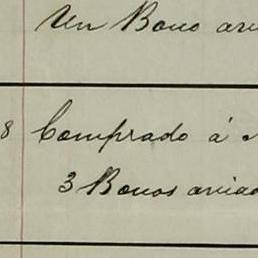 Un Bono
8 Comprado á
3 Bonos